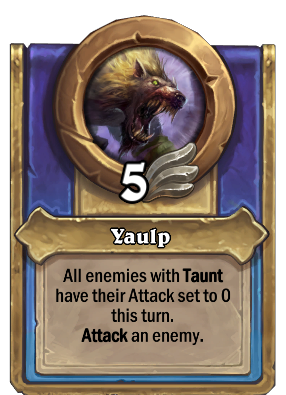 5
Yaulp
All enemies with Taunt
have their Attack set to 0
this turn.
Attack an enemy.